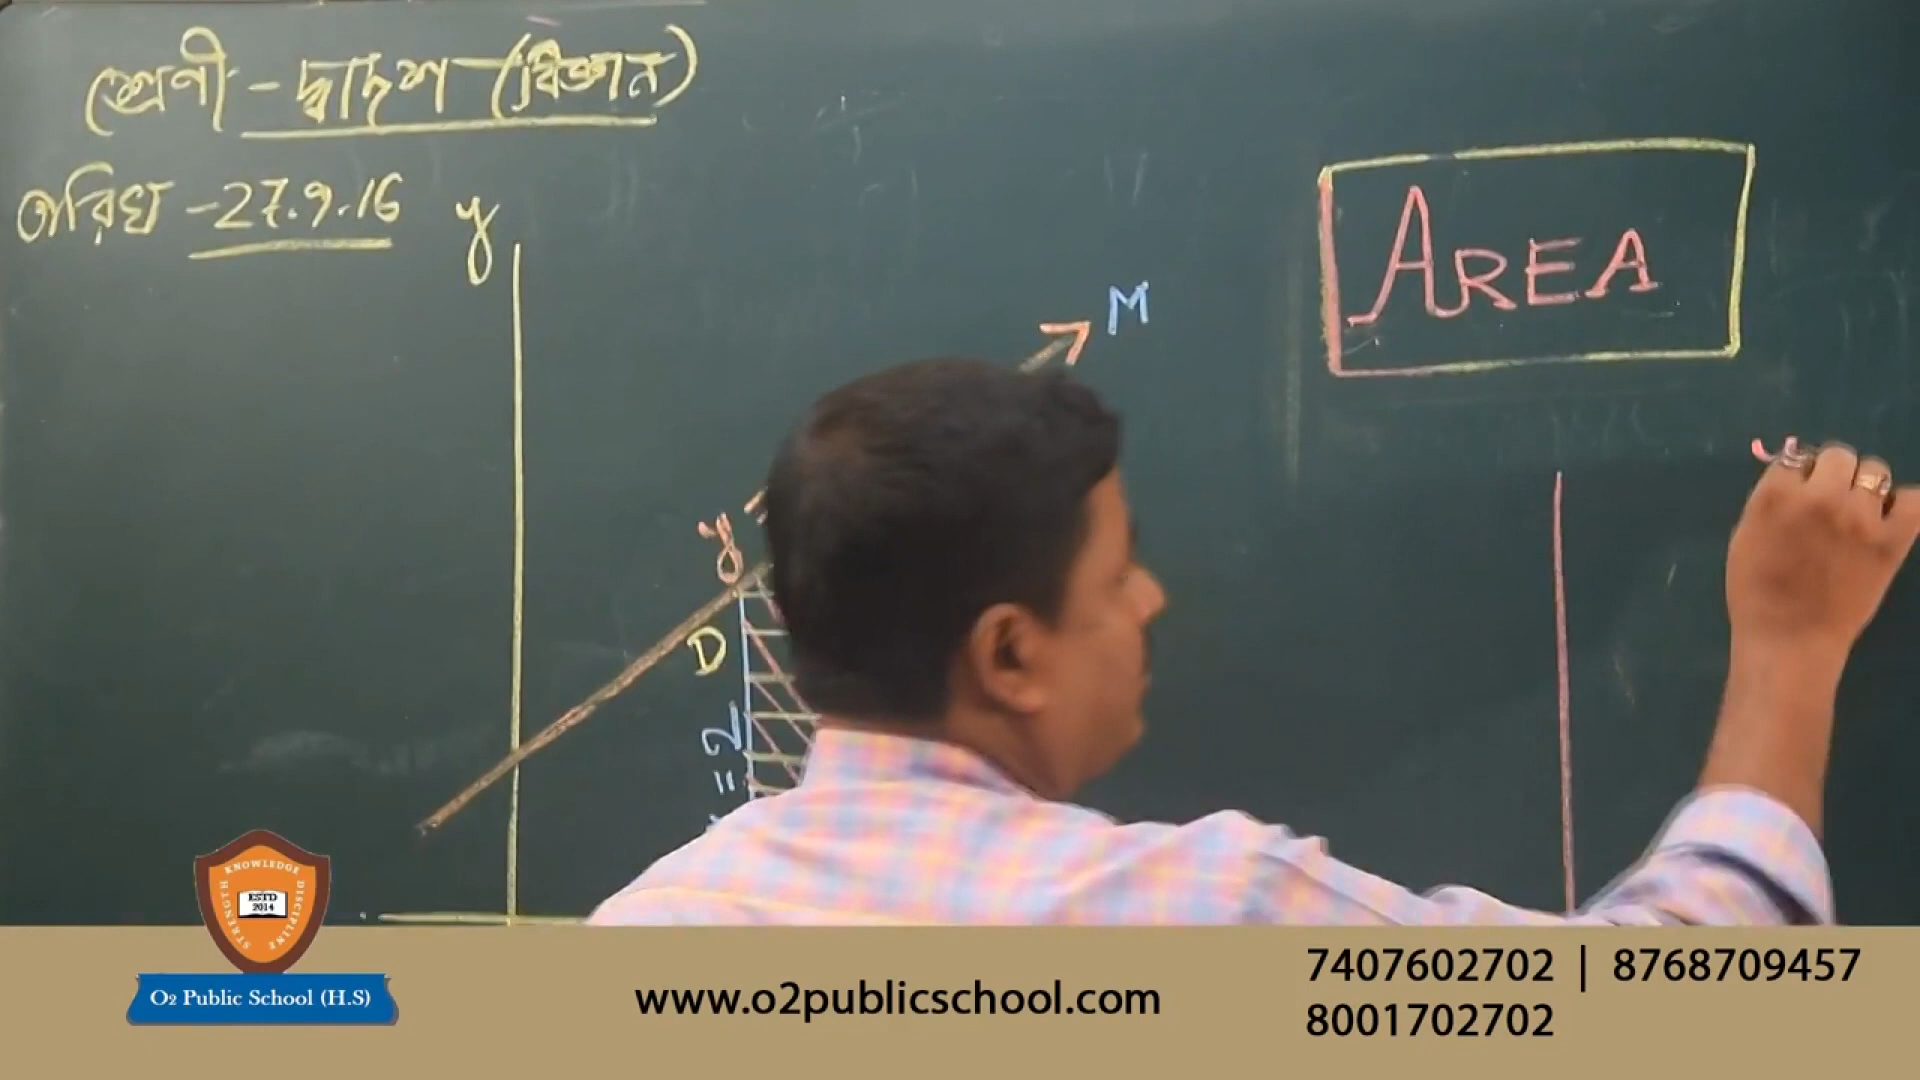 শ্রেণী - দ্বাদশ (বিজ্ঞান)
তারিখ - 27.9.16
y
AREA
M
y
D
= 2
KNOWLEDGE
STRENGTH
DISCIPLINE
ESTD
2014
O2 Public School (H.S)
www.o2publicschool.com
7407602702 | 8768709457
8001702702